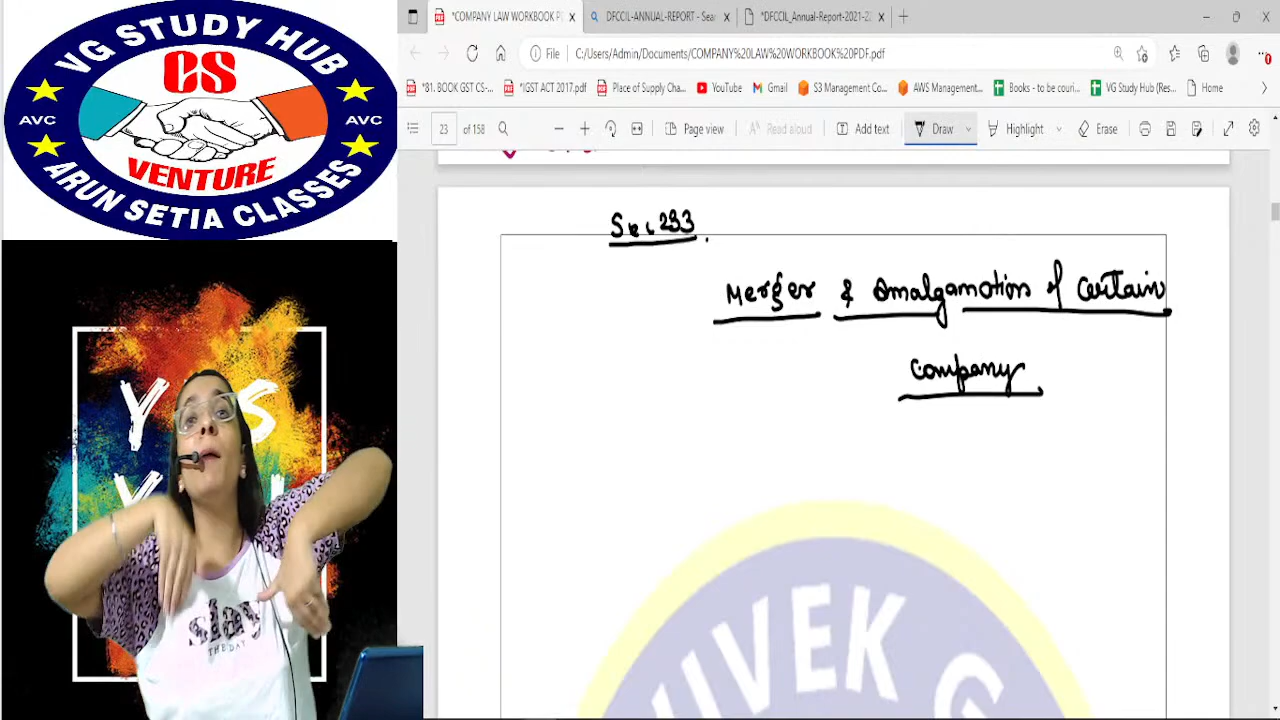 VG STUDY HUB
CS
AVC
AVC
VENTURE
ARUN SETIA CLASSES
*COMPANY LAW WORKBOOK P
DFCCIL-ANNUAL-REPORT - Sea
*DFCCIL_Annual-Report-2021-2
File
C:/Users/Admin/Documents/COMPANY%20LAW%20WORKBOOK%20PDF.pdf
*81. BOOK GST Gr...
*IGST ACT 2017.pdf
Place of Supply Cha...
YouTube
Gmail
S3 Management Co...
AWS Management...
Books - to be'couri...
VG Study Hub (Res...
Home
23 of 158
Page view
Read aloud
Add text
Draw
Highlight
Erase
Sec 233.
Merger & Amalgamation of Certain
Company
Y S
Y
slay
THE DAY
VIVEK G